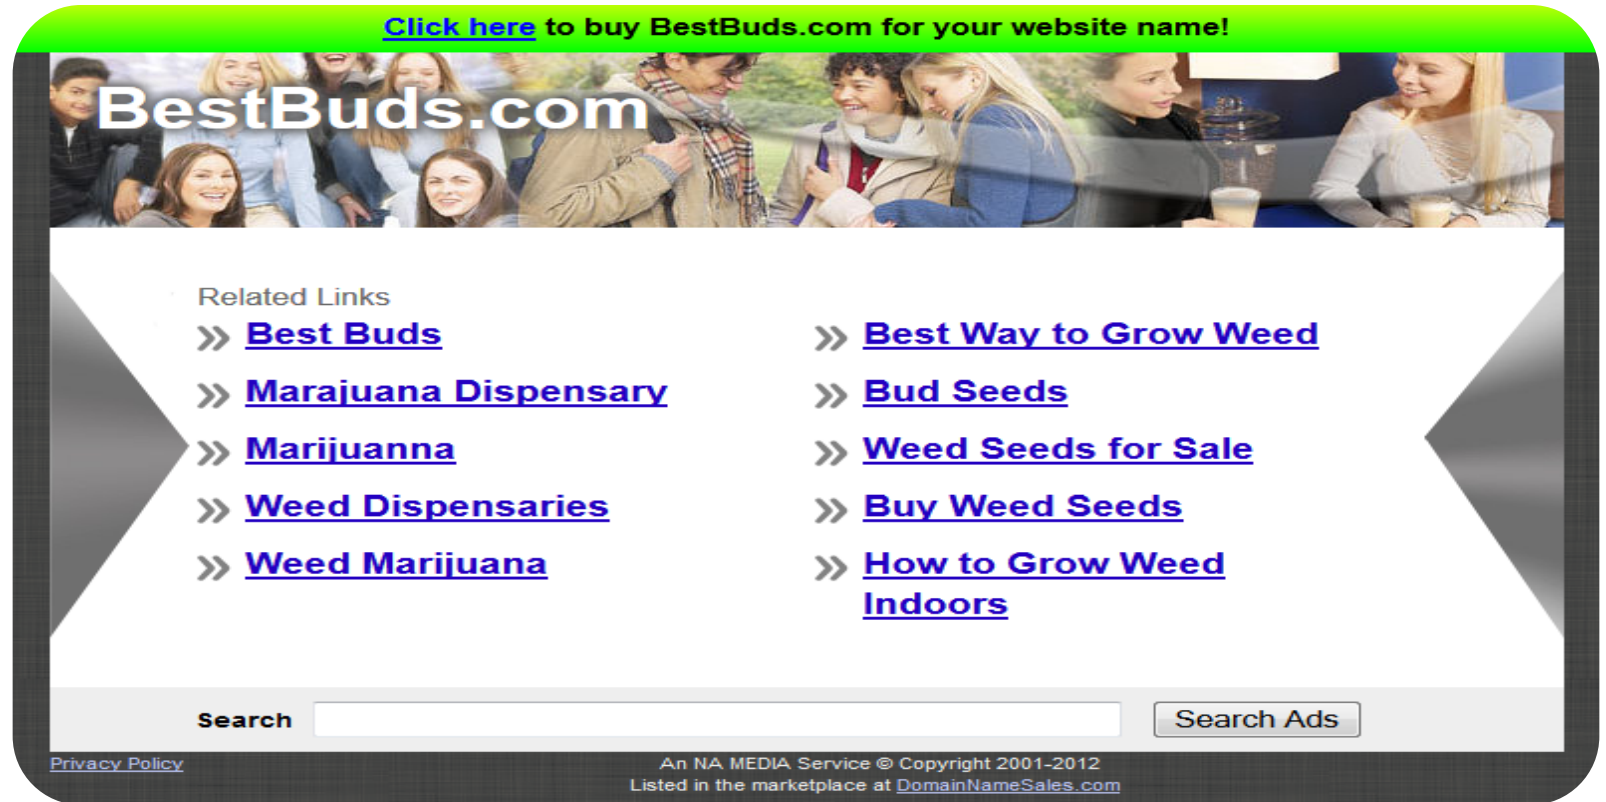 Click here to buy BestBuds.com for your website name!
BestBuds.com
Related Links
Best Buds
Marajuana Dispensary
Marijuanna
Weed Dispensaries
Weed Marijuana
Best Way to Grow Weed
Bud Seeds
Weed Seeds for Sale
Buy Weed Seeds
How to Grow Weed
Indoors
Search
Search Ads
Privacy Policy
An NA MEDIA Service © Copyright 2001-2012
Listed in the marketplace at DomainNameSales.com